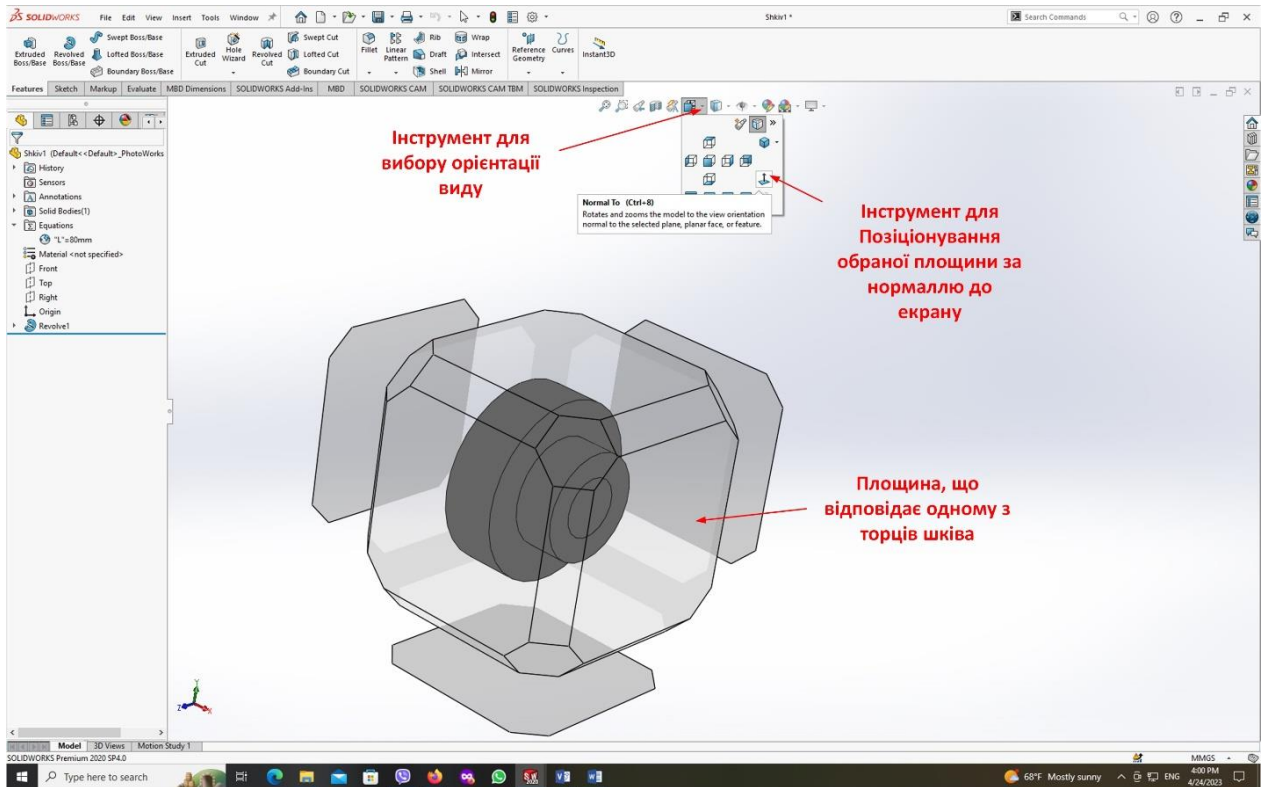 SOLIDWORKS File Edit View Insert Tools Window Shkiv1 * Search Commands
Extruded Boss/Base
Revolved Boss/Base
Swept Boss/Base
Lofted Boss/Base
Boundary Boss/Base
Extruded Cut
Hole Wizard
Revolved Cut
Swept Cut
Lofted Cut
Boundary Cut
Fillet
Linear Pattern
Rib
Draft
Shell
Wrap
Intersect
Mirror
Reference Geometry
Curves
Instant3D
Features Sketch Markup Evaluate MBD Dimensions SOLIDWORKS Add-Ins MBD SOLIDWORKS CAM SOLIDWORKS CAM TBM SOLIDWORKS Inspection
Shkiv1 (Default<<Default>_PhotoWorks
History
Sensors
Annotations
Solid Bodies(1)
Equations
"L"=80mm
Material <not specified>
Front
Top
Right
Origin
Revolve1
Інструмент для
вибору орієнтації
виду
Normal To (Ctrl+8)
Rotates and zooms the model to the view orientation
normal to the selected plane, planar face, or feature.
Інструмент для
Позиціонування
обраної площини за
нормаллю до
екрану
Площина, що
відповідає одному з
торців шківа
Y
Z
X
Model 3D Views Motion Study 1
SOLIDWORKS Premium 2020 SP4.0 MMGS
Type here to search
68°F Mostly sunny ENG
4:00 PM
4/24/2023